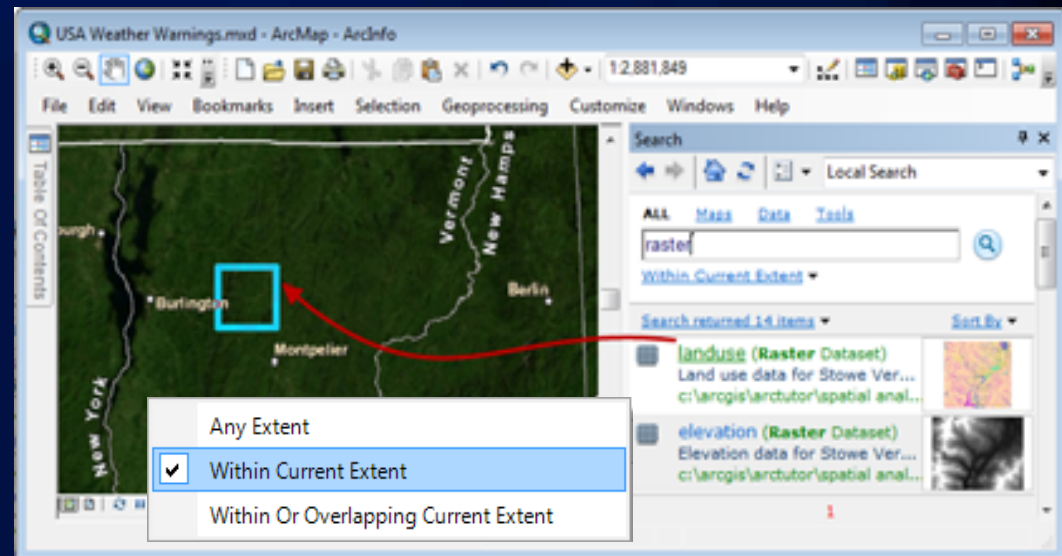 USA Weather Warnings.mxd - ArcMap - ArcInfo
1:2,881,849
File Edit View Bookmarks Insert Selection Geoprocessing Customize Windows Help
Table Of Contents
Search
Local Search
ALL Maps Data Tools
raster
Within Current Extent
Search returned 14 items Sort By
landuse (Raster Dataset)
Land use data for Stowe Ver...
c:\arcgis\arctutor\spatial anal...
elevation (Raster Dataset)
Elevation data for Stowe Ver...
c:\arcgis\arctutor\spatial anal...
1
Vermont
New Hamps
burgh
Burlington
Berlin
Montpelier
New York
Any Extent
Within Current Extent
Within Or Overlapping Current Extent